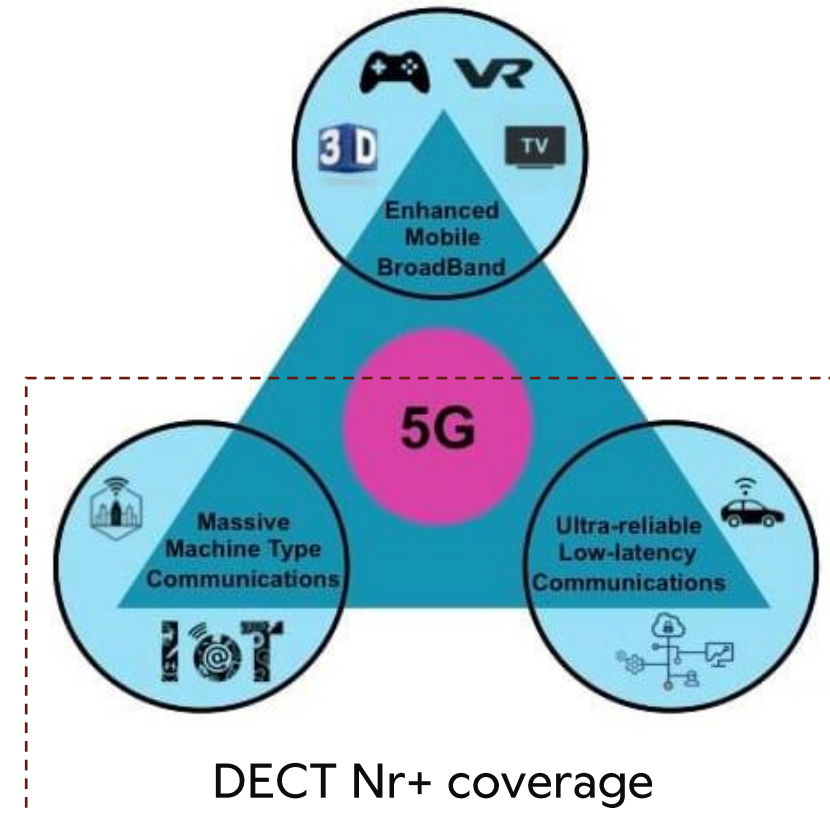 VR
3D
TV
Enhanced
Mobile
BroadBand
5G
Massive
Machine Type
Communications
Ultra-reliable
Low-latency
Communications
IoT
DECT Nr+ coverage